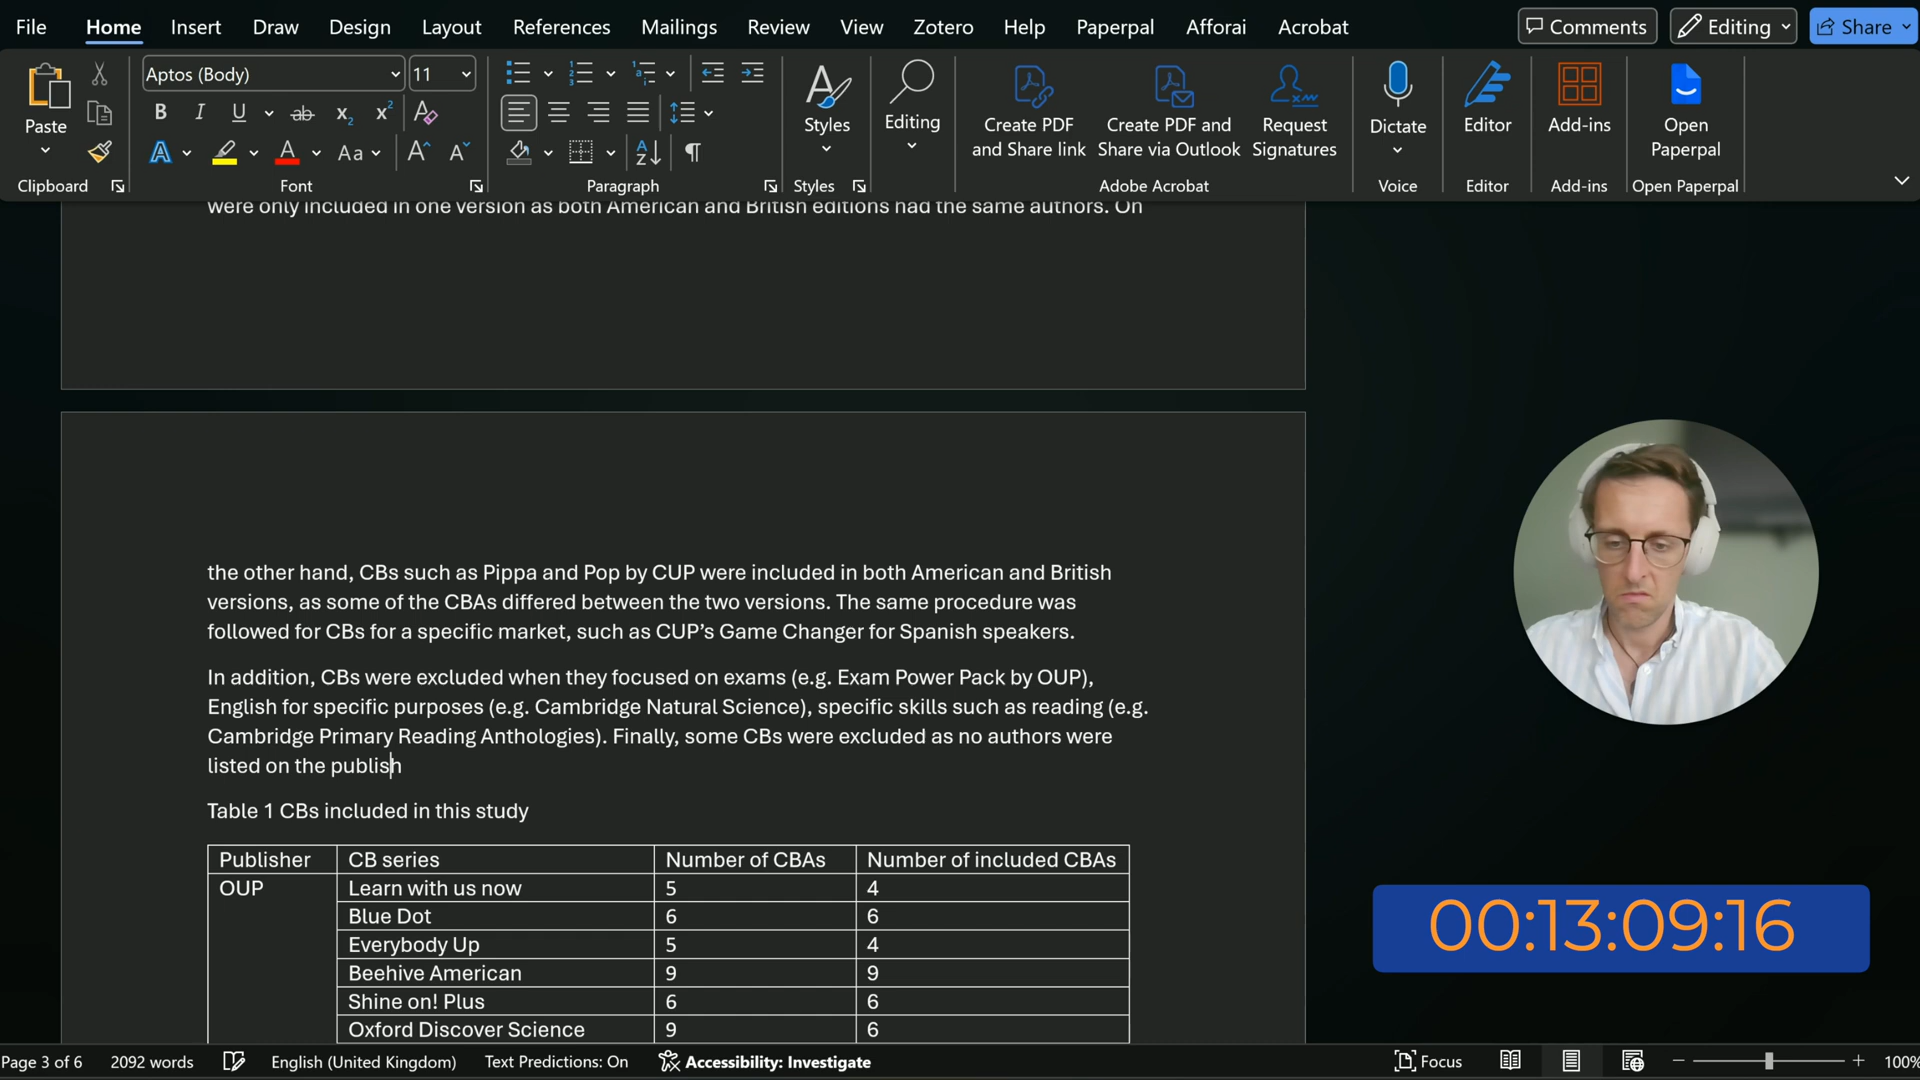 File Home Insert Draw Design Layout References Mailings Review View Zotero Help Paperpal Afforai Acrobat Comments Editing Share
Paste
Clipboard
Aptos (Body) 11
Font
Paragraph
Styles
Styles
Editing
Create PDF and Share link
Create PDF and Share via Outlook
Request Signatures
Adobe Acrobat
Dictate
Voice
Editor
Editor
Add-ins
Add-ins
Open Paperpal
Open Paperpal
were only included in one version as both American and British editions had the same authors. On
the other hand, CBs such as Pippa and Pop by CUP were included in both American and British
versions, as some of the CBAs differed between the two versions. The same procedure was
followed for CBs for a specific market, such as CUP’s Game Changer for Spanish speakers.
In addition, CBs were excluded when they focused on exams (e.g. Exam Power Pack by OUP),
English for specific purposes (e.g. Cambridge Natural Science), specific skills such as reading (e.g.
Cambridge Primary Reading Anthologies). Finally, some CBs were excluded as no authors were
listed on the publish
Table 1 CBs included in this study
Publisher CB series Number of CBAs Number of included CBAs
OUP Learn with us now 5 4
Blue Dot 6 6
Everybody Up 5 4
Beehive American 9 9
Shine on! Plus 6 6
Oxford Discover Science 9 6
00:13:09:16
Page 3 of 6 2092 words English (United Kingdom) Text Predictions: On Accessibility: Investigate Focus 100%